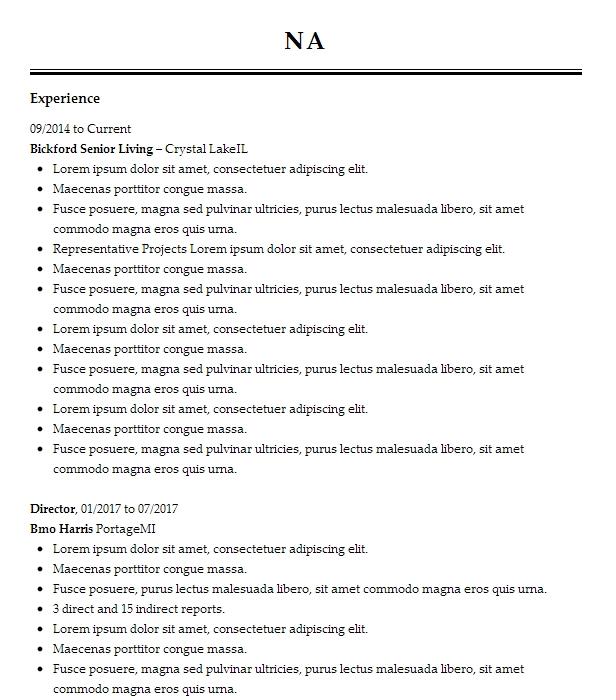 NA
Experience
09/2014 to Current
Bickford Senior Living – Crystal LakeIL
• Lorem ipsum dolor sit amet, consectetuer adipiscing elit.
• Maecenas porttitor congue massa.
• Fusce posuere, magna sed pulvinar ultricies, purus lectus malesuada libero, sit amet
commodo magna eros quis urna.
• Representative Projects Lorem ipsum dolor sit amet, consectetuer adipiscing elit.
• Maecenas porttitor congue massa.
• Fusce posuere, magna sed pulvinar ultricies, purus lectus malesuada libero, sit amet
commodo magna eros quis urna.
• Lorem ipsum dolor sit amet, consectetuer adipiscing elit.
• Maecenas porttitor congue massa.
• Fusce posuere, magna sed pulvinar ultricies, purus lectus malesuada libero, sit amet
commodo magna eros quis urna.
• Lorem ipsum dolor sit amet, consectetuer adipiscing elit.
• Maecenas porttitor congue massa.
• Fusce posuere, magna sed pulvinar ultricies, purus lectus malesuada libero, sit amet
commodo magna eros quis urna.
Director, 01/2017 to 07/2017
Bmo Harris PortageMI
• Lorem ipsum dolor sit amet, consectetuer adipiscing elit.
• Maecenas porttitor congue massa.
• Fusce posuere, purus lectus malesuada libero, sit amet commodo magna eros quis urna.
• 3 direct and 15 indirect reports.
• Lorem ipsum dolor sit amet, consectetuer adipiscing elit.
• Maecenas porttitor congue massa.
• Fusce posuere, magna sed pulvinar ultricies, purus lectus malesuada libero, sit amet
commodo magna eros quis urna.